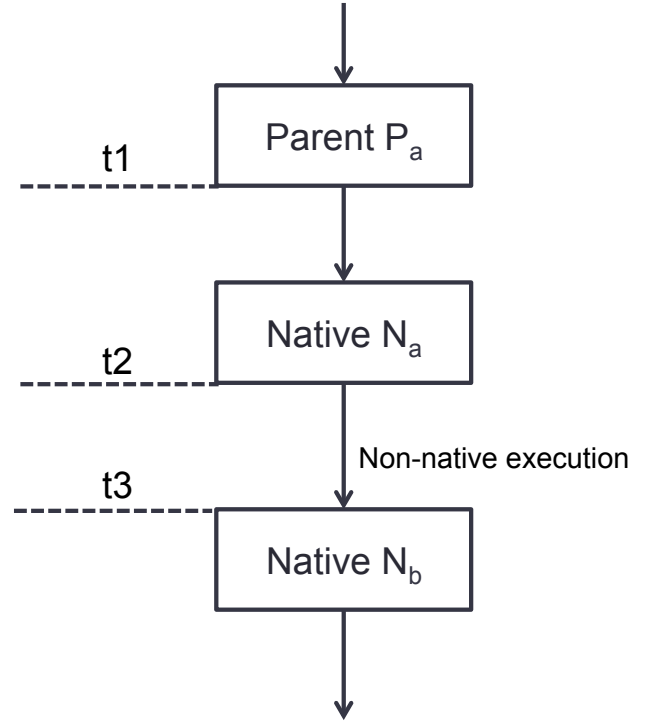 Parent Pa
t1
Native Na
t2
Non-native execution
t3
Native Nb